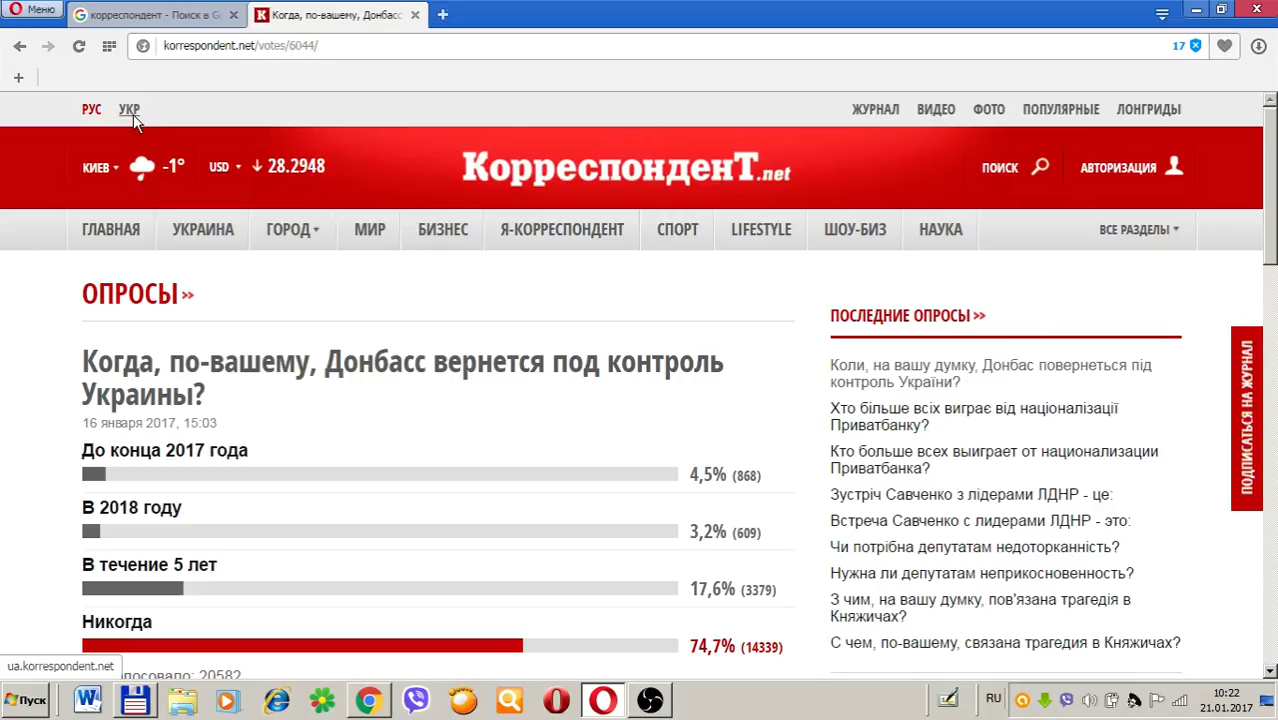 Меню
корреспондент - Поиск в G
Когда, по-вашему, Донбасс
korrespondent.net/votes/6044/
17
РУС УКР
ЖУРНАЛ ВИДЕО ФОТО ПОПУЛЯРНЫЕ ЛОНГРИДЫ
КИЕВ -1° USD 28.2948
КорреспонденТ.net
ПОИСК АВТОРИЗАЦИЯ
ГЛАВНАЯ УКРАИНА ГОРОД МИР БИЗНЕС Я-КОРРЕСПОНДЕНТ СПОРТ LIFESTYLE ШОУ-БИЗ НАУКА ВСЕ РАЗДЕЛЫ
ОПРОСЫ »
Когда, по-вашему, Донбасс вернется под контроль
Украины?
16 января 2017, 15:03
До конца 2017 года
4,5% (868)
В 2018 году
3,2% (609)
В течение 5 лет
17,6% (3379)
Никогда
74,7% (14339)
20582
ПОСЛЕДНИЕ ОПРОСЫ »
Коли, на вашу думку, Донбас повернеться під
контроль України?
Хто більше всіх виграє від націоналізації
Приватбанку?
Кто больше всех выиграет от национализации
Приватбанка?
Зустріч Савченко з лідерами ЛДНР - це:
Встреча Савченко с лидерами ЛДНР - это:
Чи потрібна депутатам недоторканність?
Нужна ли депутатам неприкосновенность?
З чим, на вашу думку, пов'язана трагедія в
Княжичах?
С чем, по-вашему, связана трагедия в Княжичах?
ПОДПИСАТЬСЯ НА ЖУРНАЛ
ua.korrespondent.net
Пуск
RU
10:22
21.01.2017